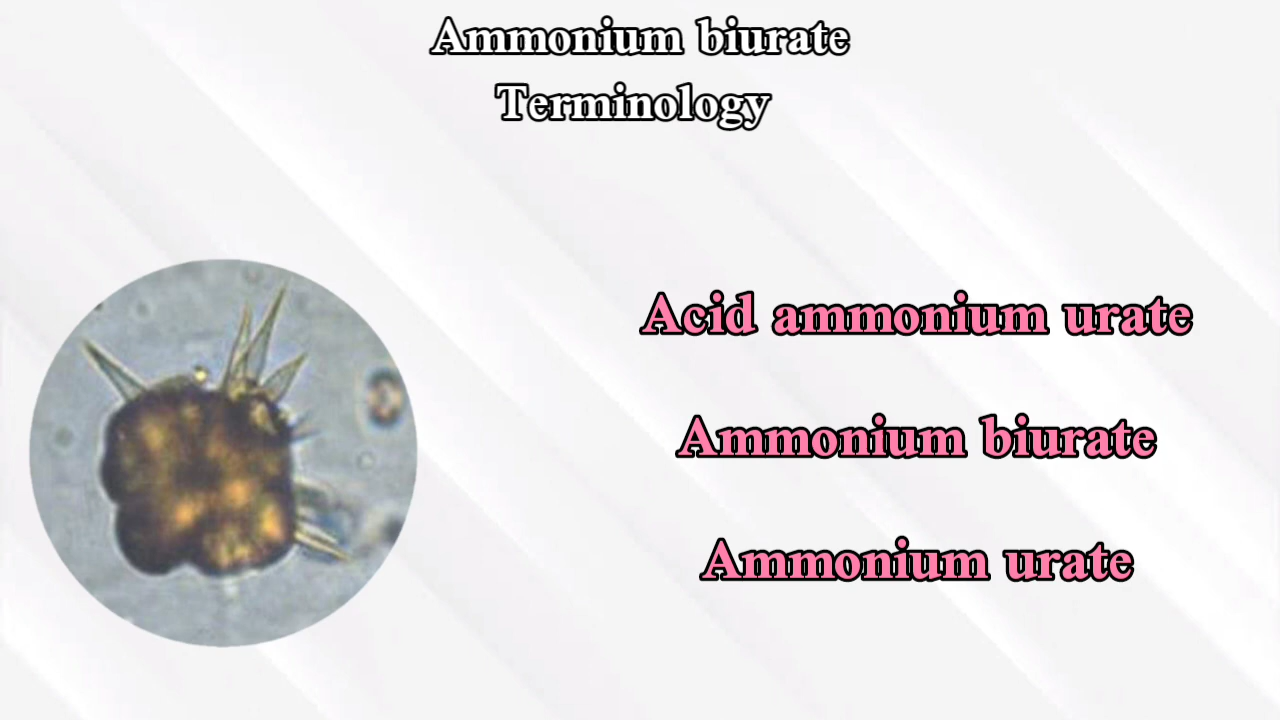 Ammonium biurate
Terminology
Acid ammonium urate
Ammonium biurate
Ammonium urate